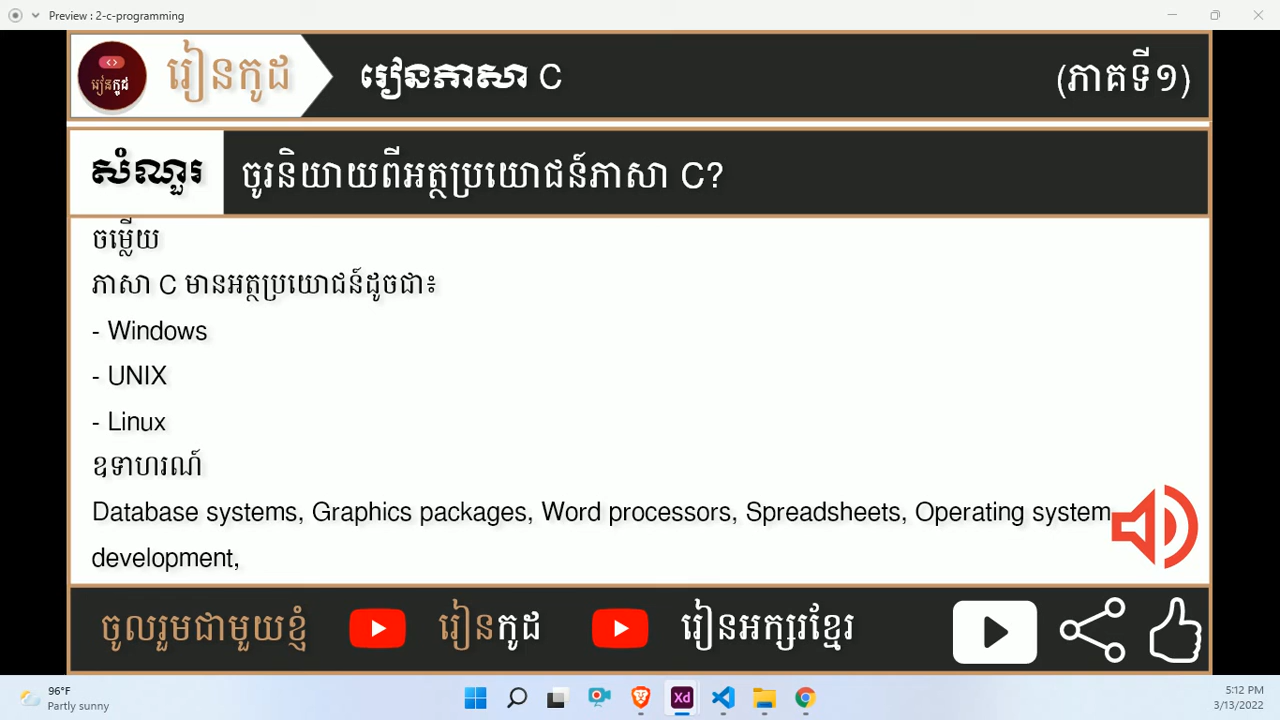 Preview : 2-c-programming
រៀនកូដ
រៀនកូដ
រៀនភាសា C
(ភាគទី១)
សំណួរ
ចូរនិយាយពីអត្ថប្រយោជន៍ភាសា C?
ចម្លើយ
ភាសា C មានអត្ថប្រយោជន៍ដូចជា៖
- Windows
- UNIX
- Linux
ឧទាហរណ៍
Database systems, Graphics packages, Word processors, Spreadsheets, Operating system
development,
ចូលរួមជាមួយខ្ញុំ
រៀនកូដ
រៀនអក្សរខ្មែរ
Xd
96°F
Partly sunny
5:12 PM
3/13/2022